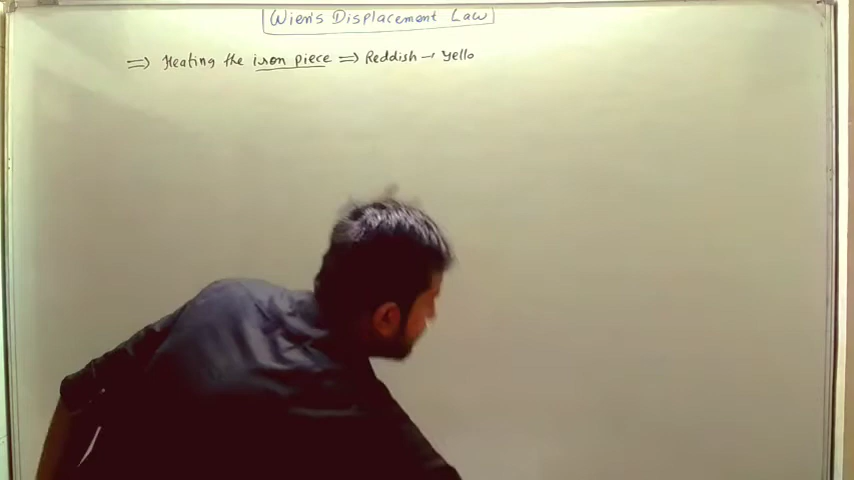 Wien's Displacement Law
=> Heating the iron piece => Reddish → Yello